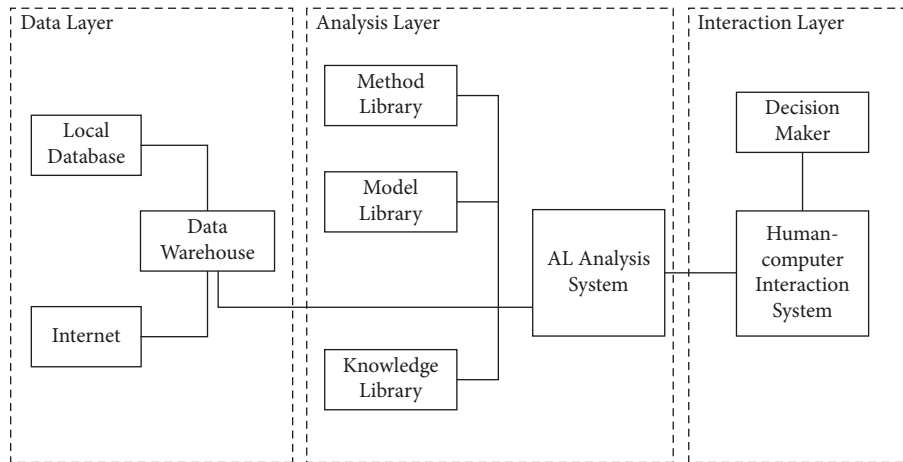 Data Layer
Local
Database
Data
Warehouse
Internet
Analysis Layer
Method
Library
Model
Library
AL Analysis
System
Knowledge
Library
Interaction Layer
Decision
Maker
Human-
computer
Interaction
System